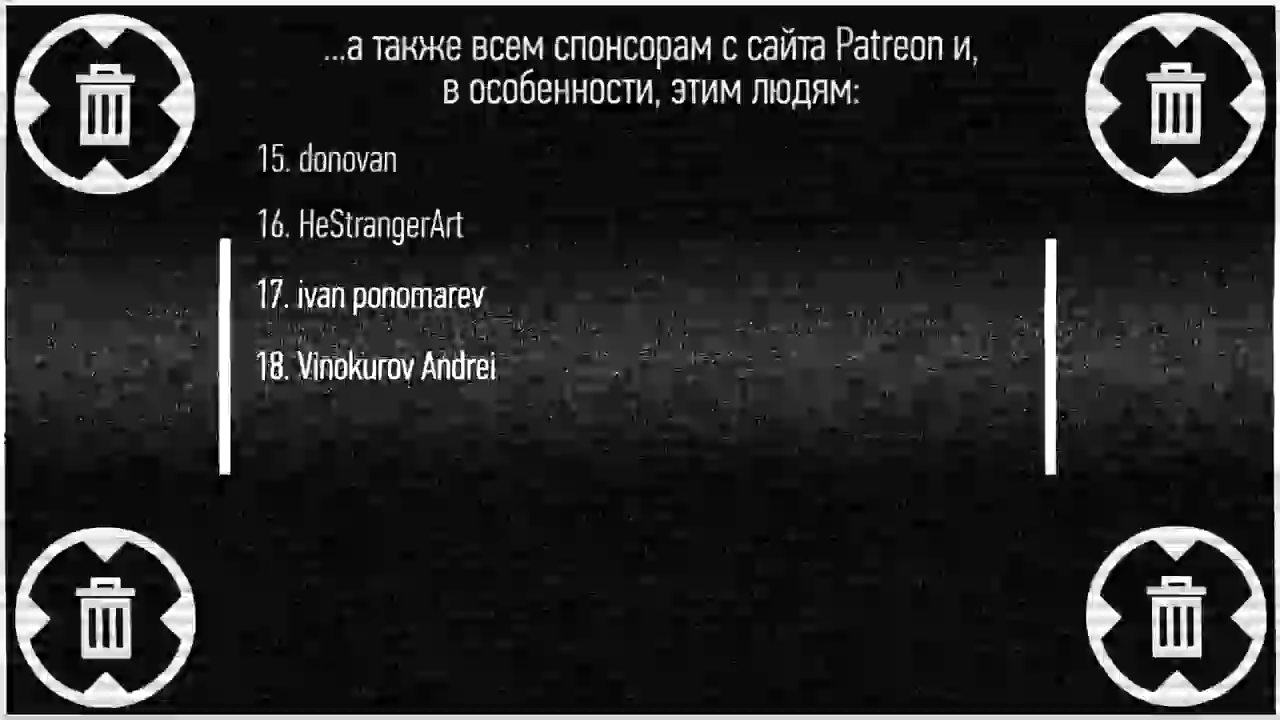 ...а также всем спонсорам с сайта Patreon и,
в особенности, этим людям:
15. donovan
16. HeStrangerArt
17. ivan ponomarev
18. Vinokurov Andrei